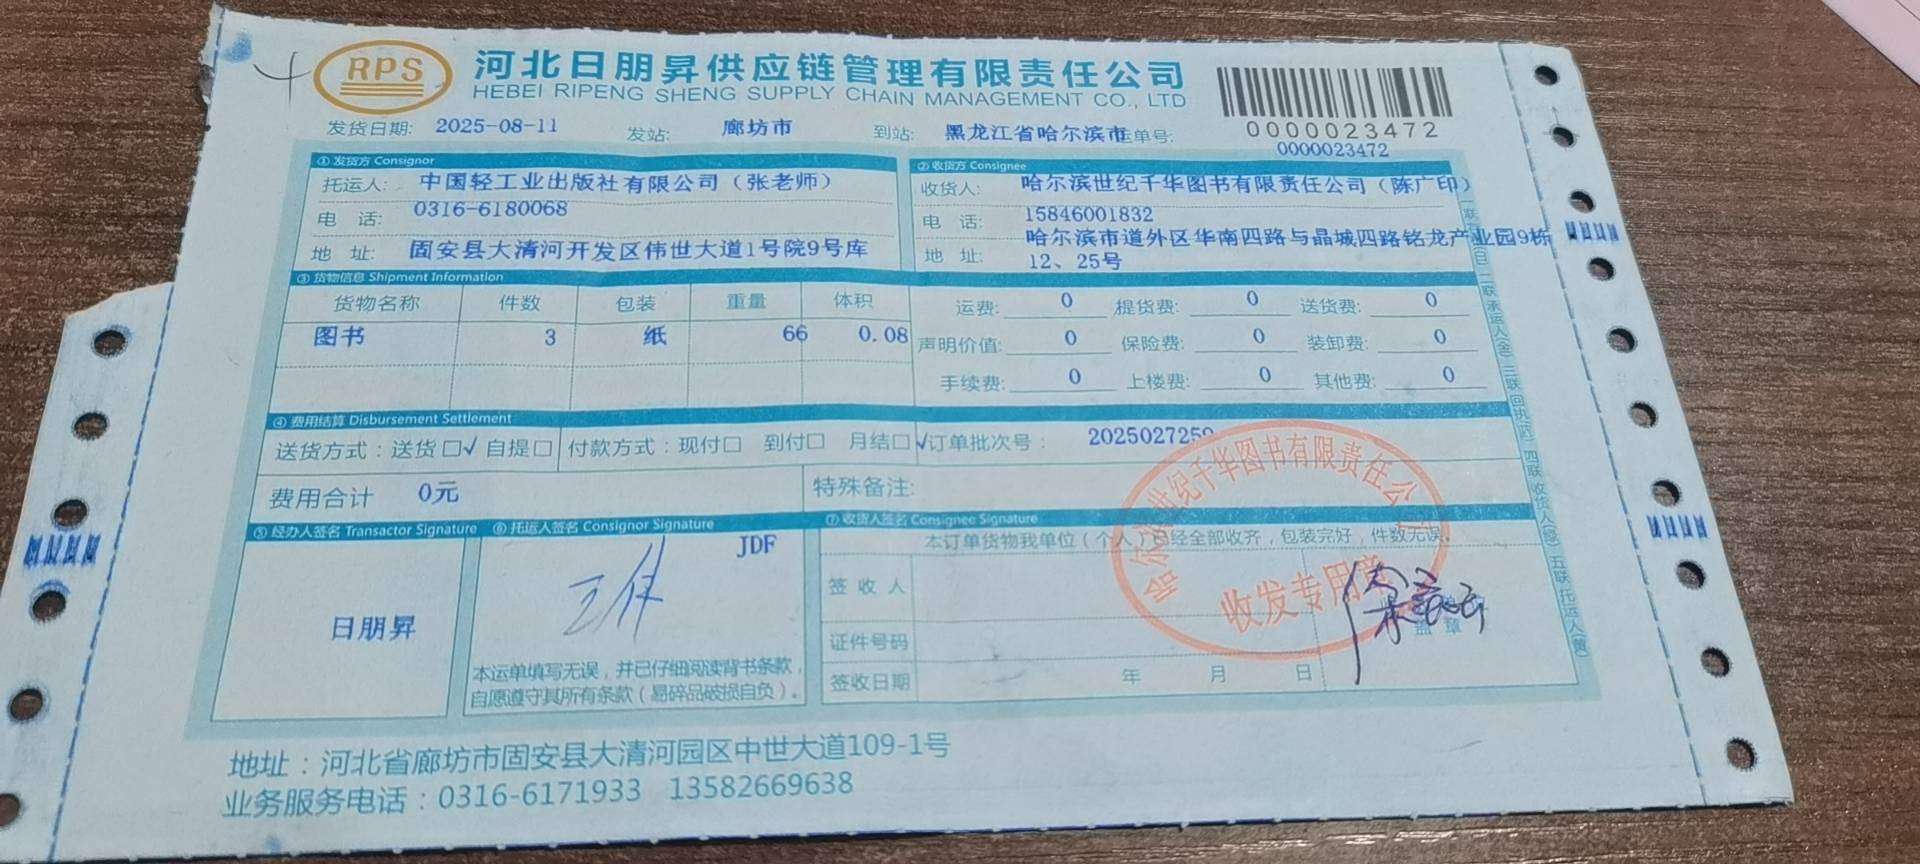 RPS
河北日朋昇供应链管理有限责任公司
HEBEI RIPENG SHENG SUPPLY CHAIN MANAGEMENT CO., LTD
0000023472
发货日期: 2025-08-11 发站: 廊坊市 到站: 黑龙江省哈尔滨市 运单号:
0000023472
① 发货方 Consignor
② 收货方 Consignee
托运人: 中国轻工业出版社有限公司（张老师）
收货人: 哈尔滨世纪千华图书有限责任公司（陈广印）
电 话: 0316-6180068
电 话: 15846001832
地 址: 固安县大清河开发区伟世大道1号院9号库
地 址: 哈尔滨市道外区华南四路与晶城四路铭龙产业园9栋
12、25号
③ 货物信息 Shipment Information
货物名称 件数 包装 重量 体积
运费: 0 提货费: 0 送货费: 0
图书 3 纸 66 0.08
声明价值: 0 保险费: 0 装卸费: 0
手续费: 0 上楼费: 0 其他费: 0
④ 费用结算 Disbursement Settlement
送货方式：送货□√ 自提□ 付款方式：现付□ 到付□ 月结□√ 订单批次号： 2025027259
费用合计 0元
特殊备注:
⑤ 经办人签名 Transactor Signature
⑥ 托运人签名 Consignor Signature
⑦ 收货人签名 Consignee Signature
JDF
本订单货物我单位（个人）已经全部收齐，包装完好，件数无误。
日朋昇
本运单填写无误，并已仔细阅读背书条款，
自愿遵守其所有条款（易碎品破损自负）。
签收人
证件号码
签收日期 年 月 日
盖章
哈尔滨世纪千华图书有限责任公司
收发专用章
地址：河北省廊坊市固安县大清河园区中世大道109-1号
业务服务电话：0316-6171933 13582669638